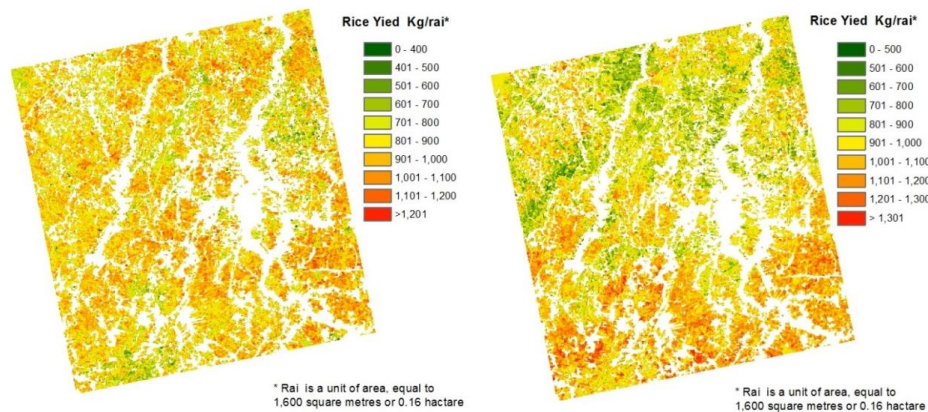 Rice Yied Kg/rai*
0 - 400
401 - 500
501 - 600
601 - 700
701 - 800
801 - 900
901 - 1,000
1,001 - 1,100
1,101 - 1,200
>1,201
* Rai is a unit of area, equal to
1,600 square metres or 0.16 hactare
Rice Yied Kg/rai*
0 - 500
501 - 600
601 - 700
701 - 800
801 - 900
901 - 1,000
1,001 - 1,100
1,101 - 1,200
1,201 - 1,300
> 1,301
* Rai is a unit of area, equal to
1,600 square metres or 0.16 hactare